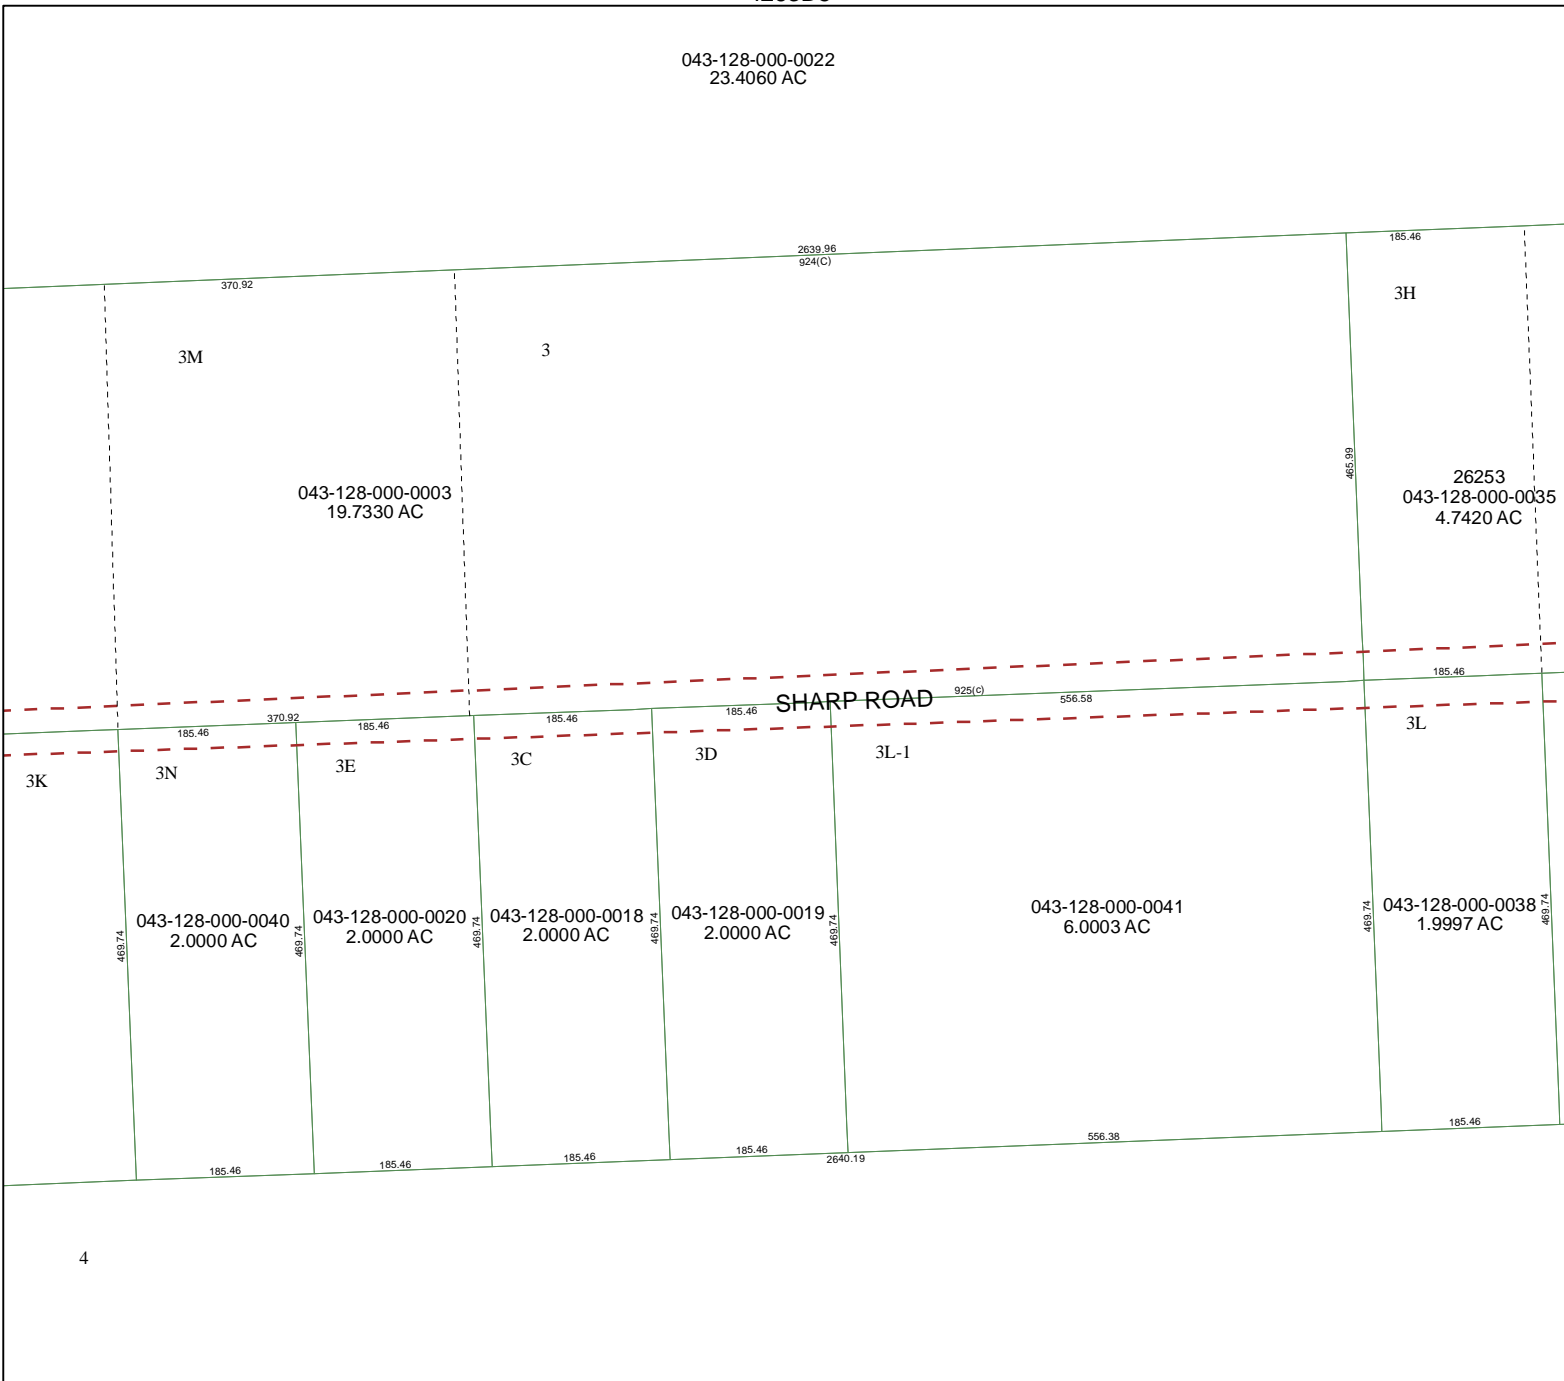 043-128-000-0022
23.4060 AC
2639.96
924(C)
185.46
370.92
3H
3M
3
465.99
26253
043-128-000-0035
4.7420 AC
043-128-000-0003
19.7330 AC
185.46
SHARP ROAD
925(c)
556.58
370.92
185.46
185.46
185.46
185.46
3L
3K
3N
3E
3C
3D
3L-1
043-128-000-0040
2.0000 AC
043-128-000-0020
2.0000 AC
043-128-000-0018
2.0000 AC
043-128-000-0019
2.0000 AC
043-128-000-0041
6.0003 AC
043-128-000-0038
1.9997 AC
469.74
469.74
469.74
469.74
469.74
469.74
469.74
185.46
185.46
185.46
185.46
2640.19
556.38
185.46
4